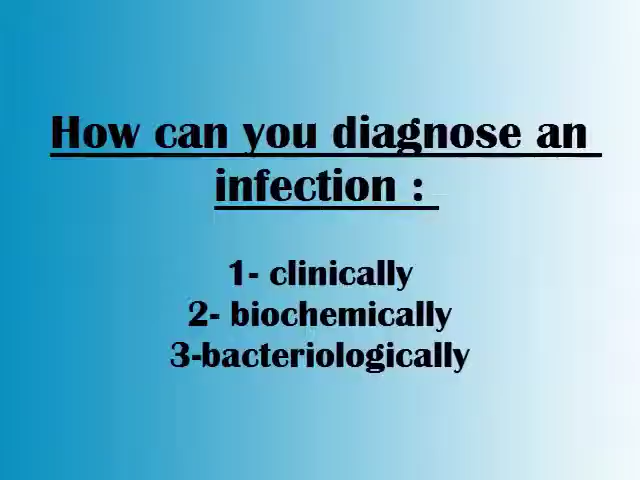 How can you diagnose an
infection :
1- clinically
2- biochemically
3-bacteriologically